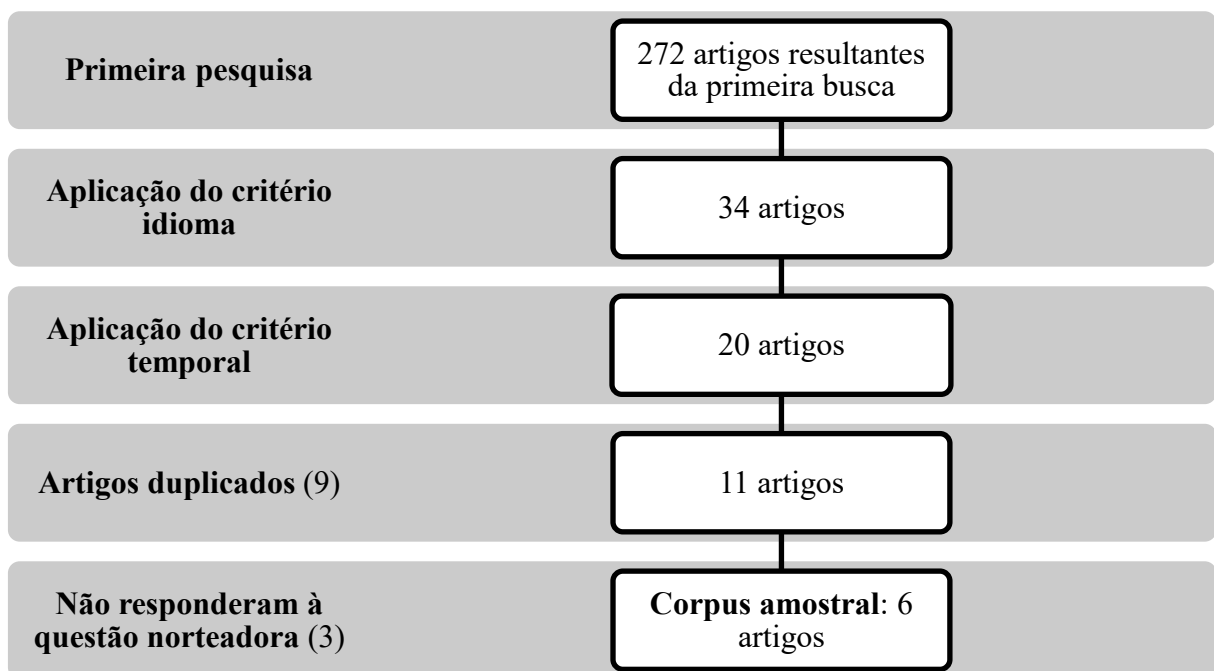 Primeira pesquisa
272 artigos resultantes
da primeira busca
Aplicação do critério
idioma
34 artigos
Aplicação do critério
temporal
20 artigos
Artigos duplicados (9)
11 artigos
Não responderam à
questão norteadora (3)
Corpus amostral: 6
artigos